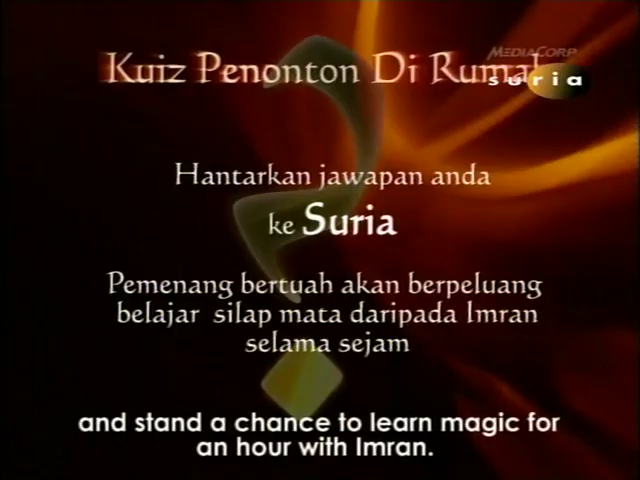 MEDIACORP
suria
Kuiz Penonton Di Rumah
Hantarkan jawapan anda
ke Suria
Pemenang bertuah akan berpeluang
belajar silap mata daripada Imran
selama sejam
and stand a chance to learn magic for
an hour with Imran.